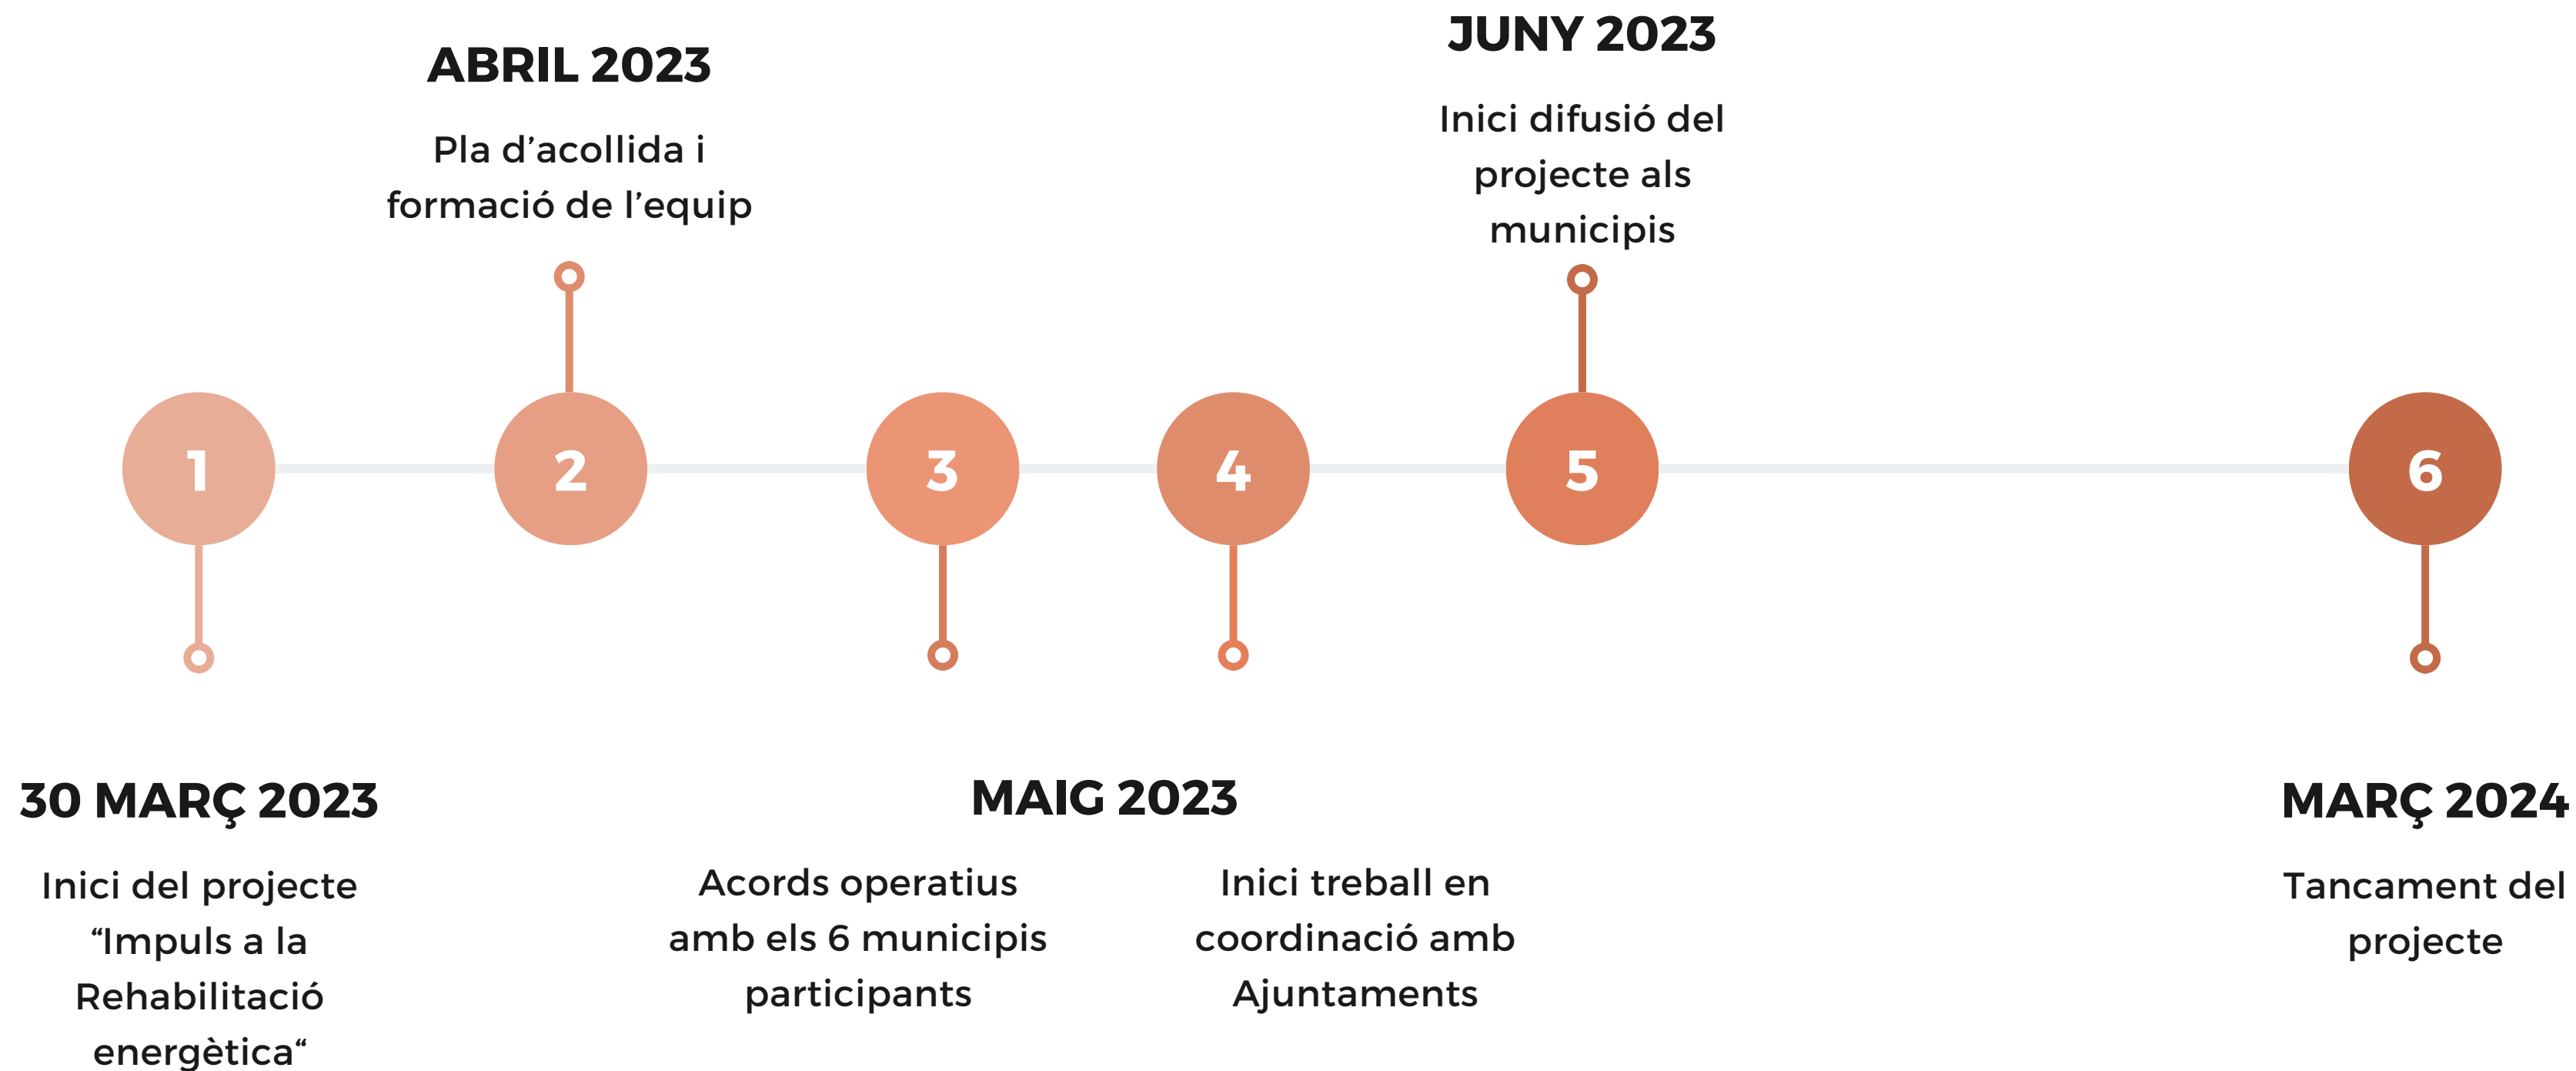 ABRIL 2023
Pla d’acollida i
formació de l’equip
JUNY 2023
Inici difusió del
projecte als
municipis
1
2
3
4
5
6
30 MARÇ 2023
Inici del projecte
“Impuls a la
Rehabilitació
energètica“
MAIG 2023
Acords operatius
amb els 6 municipis
participants
Inici treball en
coordinació amb
Ajuntaments
MARÇ 2024
Tancament del
projecte